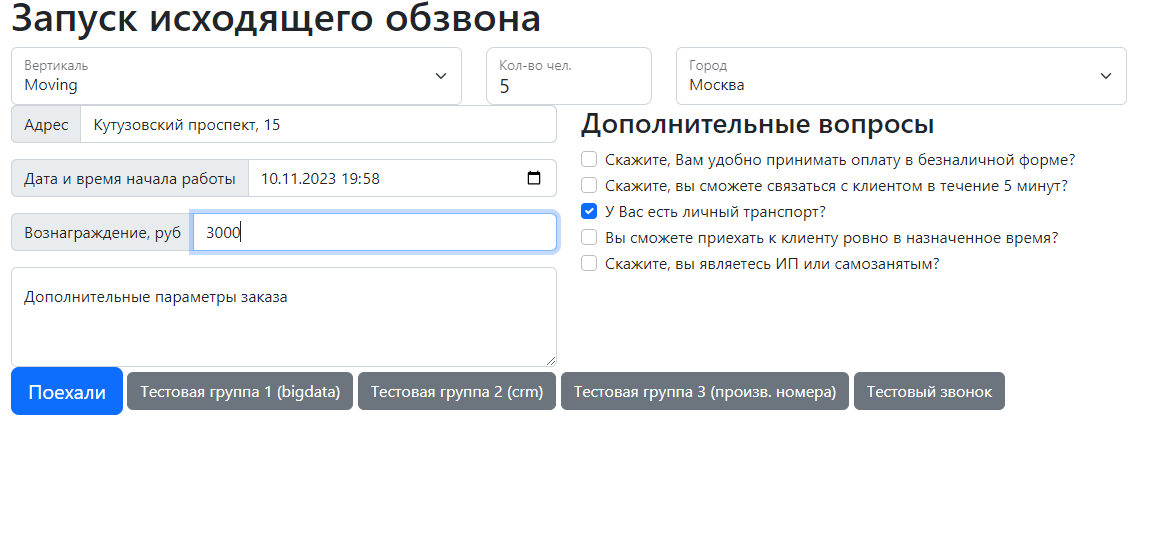 Запуск исходящего обзвона
Вертикаль
Moving
Кол-во чел.
5
Город
Москва
Адрес
Кутузовский проспект, 15
Дата и время начала работы
10.11.2023 19:58
Вознаграждение, руб
3000
Дополнительные параметры заказа
Дополнительные вопросы
Скажите, Вам удобно принимать оплату в безналичной форме?
Скажите, вы сможете связаться с клиентом в течение 5 минут?
У Вас есть личный транспорт?
Вы сможете приехать к клиенту ровно в назначенное время?
Скажите, вы являетесь ИП или самозанятым?
Поехали
Тестовая группа 1 (bigdata)
Тестовая группа 2 (crm)
Тестовая группа 3 (произв. номера)
Тестовый звонок